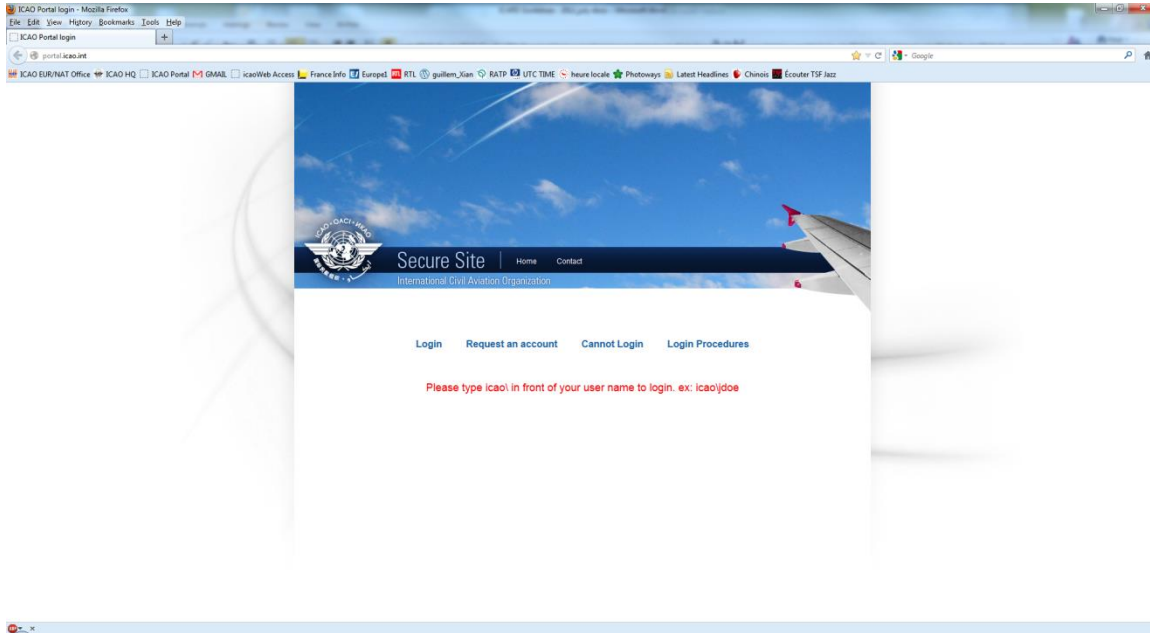 ICAO Portal login - Mozilla Firefox
File Edit View History Bookmarks Tools Help
ICAO Portal login +
portal.icao.int
Google
ICAO EUR/NAT Office ICAO HQ ICAO Portal GMAIL icaoWeb Access France Info Europe1 RTL guillem_Xian RATP UTC TIME heure locale Photoways Latest Headlines Chinois Écouter TSF Jazz
ICAO · OACI · ИКАО
Secure Site | Home Contact
International Civil Aviation Organization
Login Request an account Cannot Login Login Procedures
Please type icao\ in front of your user name to login. ex: icao\jdoe